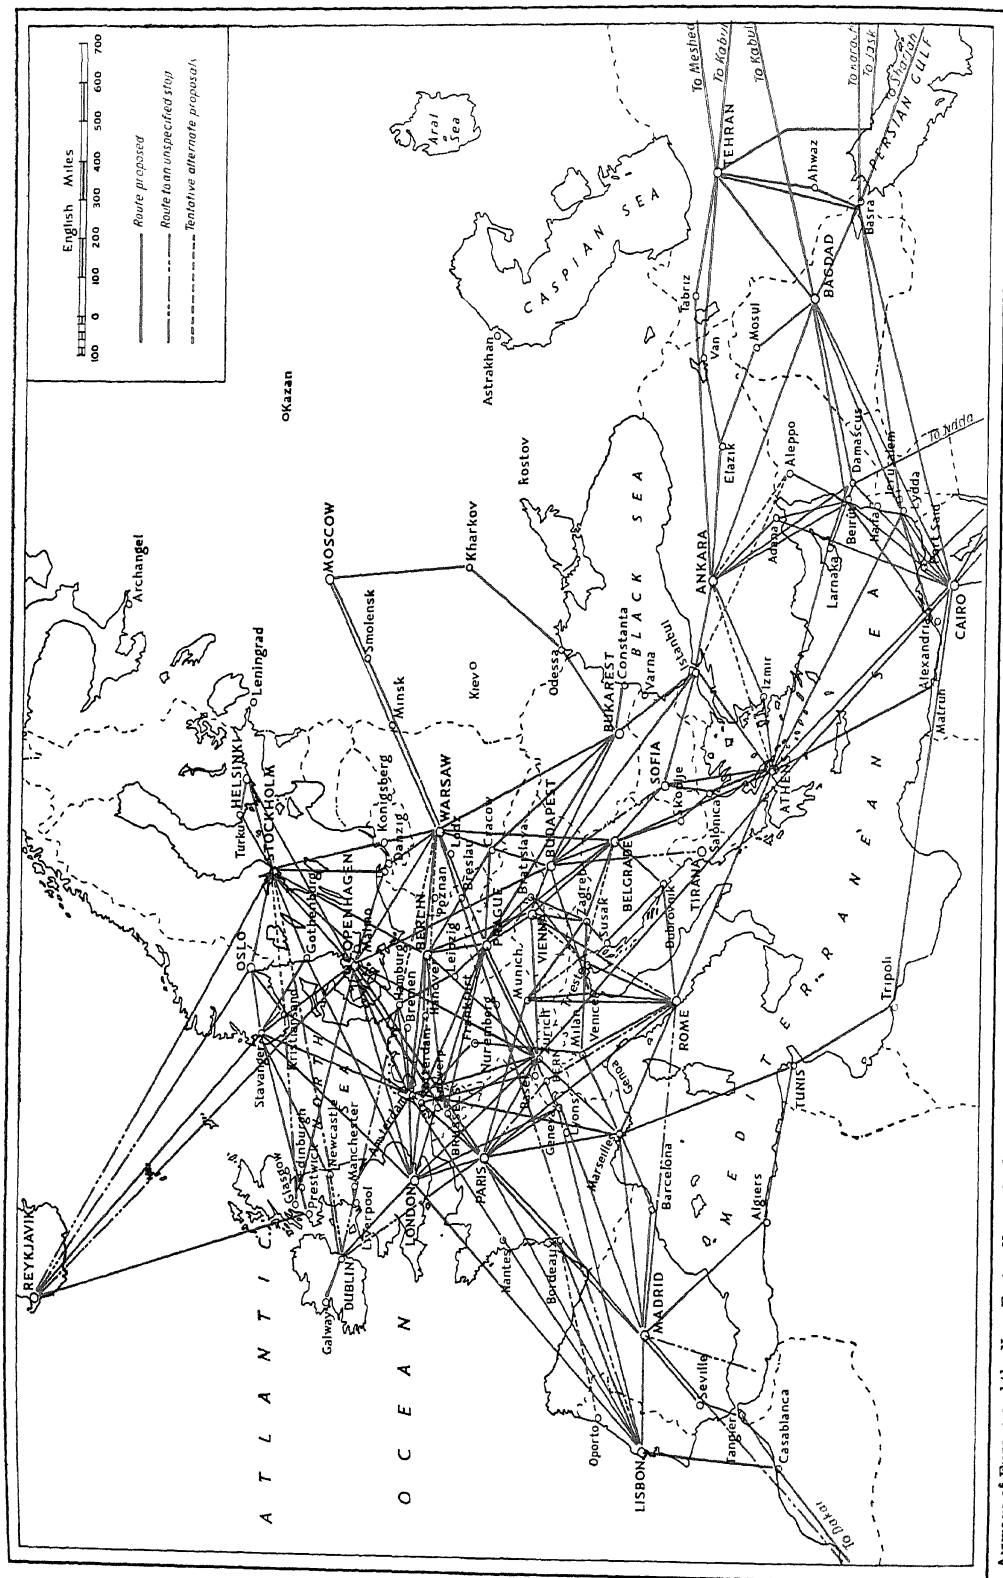 English Miles
100 0 100 200 300 400 500 600 700
Route proposed
Route to an unspecified stop
Tentative alternate proposals
REYKJAVIK
ATLANTIC
OCEAN
NORTH
SEA
Galway
DUBLIN
Glasgow
Edinburgh
Prestwick
Newcastle
Manchester
Liverpool
LONDON
Stavanger
Kristiansand
OSLO
Gothenburg
STOCKHOLM
Turku
HELSINKI
Leningrad
Archangel
Kazan
COPENHAGEN
Malmo
Hamburg
Bremen
Hanover
BERLIN
Leipzig
Danzig
Konigsberg
WARSAW
Lodz
Poznan
Breslau
Cracow
Minsk
Smolensk
MOSCOW
Kharkov
Kiev
Odessa
Rostov
Astrakhan
Aral
Sea
CASPIAN SEA
Amsterdam
Rotterdam
Antwerp
BRUSSELS
Frankfurt
Nuremberg
PRAGUE
Munich
VIENNA
Bratislava
BUDAPEST
PARIS
Nantes
Bordeaux
Basel
Zurich
BERN
Geneva
Lyons
Milan
Venice
Trieste
Genoa
Marseilles
Zagreb
Susak
BELGRADE
Dubrovnik
TIRANA
Salonica
Koplje
SOFIA
BUKAREST
Constanta
Varna
BLACK SEA
Istanbul
ANKARA
Izmir
ATHENS
ROME
Barcelona
MADRID
LISBON
Oporto
Seville
Tangier
Casablanca
To Dakar
Algiers
TUNIS
Tripoli
MEDITERRANEAN SEA
Matruh
Alexandria
CAIRO
Port Said
Lydda
Jerusalem
Haifa
Beirut
Damascus
Larnaka
Adana
Aleppo
Elazik
Van
Tabriz
Mosul
BAGDAD
TEHRAN
Ahwaz
Basra
PERSIAN GULF
Sharjah
To Meshed
To Kabul
To Kabul
To Karachi
To Jask